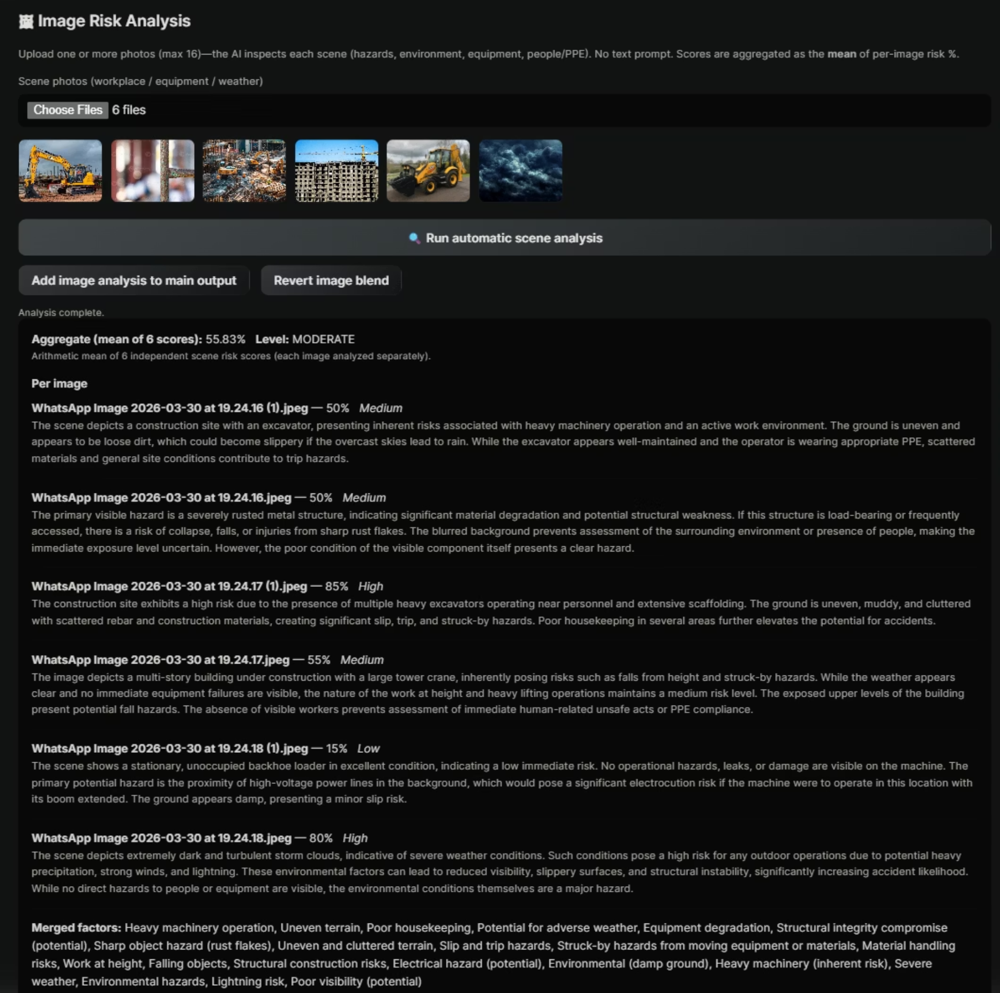 Image Risk Analysis
Upload one or more photos (max 16)—the AI inspects each scene (hazards, environment, equipment, people/PPE). No text prompt. Scores are aggregated as the mean of per-image risk %.
Scene photos (workplace / equipment / weather)
Choose Files 6 files
Run automatic scene analysis
Add image analysis to main output Revert image blend
Analysis complete.
Aggregate (mean of 6 scores): 55.83% Level: MODERATE
Arithmetic mean of 6 independent scene risk scores (each image analyzed separately).
Per image
WhatsApp Image 2026-03-30 at 19.24.16 (1).jpeg — 50% Medium
The scene depicts a construction site with an excavator, presenting inherent risks associated with heavy machinery operation and an active work environment. The ground is uneven and
appears to be loose dirt, which could become slippery if the overcast skies lead to rain. While the excavator appears well-maintained and the operator is wearing appropriate PPE, scattered
materials and general site conditions contribute to trip hazards.
WhatsApp Image 2026-03-30 at 19.24.16.jpeg — 50% Medium
The primary visible hazard is a severely rusted metal structure, indicating significant material degradation and potential structural weakness. If this structure is load-bearing or frequently
accessed, there is a risk of collapse, falls, or injuries from sharp rust flakes. The blurred background prevents assessment of the surrounding environment or presence of people, making the
immediate exposure level uncertain. However, the poor condition of the visible component itself presents a clear hazard.
WhatsApp Image 2026-03-30 at 19.24.17 (1).jpeg — 85% High
The construction site exhibits a high risk due to the presence of multiple heavy excavators operating near personnel and extensive scaffolding. The ground is uneven, muddy, and cluttered
with scattered rebar and construction materials, creating significant slip, trip, and struck-by hazards. Poor housekeeping in several areas further elevates the potential for accidents.
WhatsApp Image 2026-03-30 at 19.24.17.jpeg — 55% Medium
The image depicts a multi-story building under construction with a large tower crane, inherently posing risks such as falls from height and struck-by hazards. While the weather appears
clear and no immediate equipment failures are visible, the nature of the work at height and heavy lifting operations maintains a medium risk level. The exposed upper levels of the building
present potential fall hazards. The absence of visible workers prevents assessment of immediate human-related unsafe acts or PPE compliance.
WhatsApp Image 2026-03-30 at 19.24.18 (1).jpeg — 15% Low
The scene shows a stationary, unoccupied backhoe loader in excellent condition, indicating a low immediate risk. No operational hazards, leaks, or damage are visible on the machine. The
primary potential hazard is the proximity of high-voltage power lines in the background, which would pose a significant electrocution risk if the machine were to operate in this location with
its boom extended. The ground appears damp, presenting a minor slip risk.
WhatsApp Image 2026-03-30 at 19.24.18.jpeg — 80% High
The scene depicts extremely dark and turbulent storm clouds, indicative of severe weather conditions. Such conditions pose a high risk for any outdoor operations due to potential heavy
precipitation, strong winds, and lightning. These environmental factors can lead to reduced visibility, slippery surfaces, and structural instability, significantly increasing accident likelihood.
While no direct hazards to people or equipment are visible, the environmental conditions themselves are a major hazard.
Merged factors: Heavy machinery operation, Uneven terrain, Poor housekeeping, Potential for adverse weather, Equipment degradation, Structural integrity compromise
(potential), Sharp object hazard (rust flakes), Uneven and cluttered terrain, Slip and trip hazards, Struck-by hazards from moving equipment or materials, Material handling
risks, Work at height, Falling objects, Structural construction risks, Electrical hazard (potential), Environmental (damp ground), Heavy machinery (inherent risk), Severe
weather, Environmental hazards, Lightning risk, Poor visibility (potential)